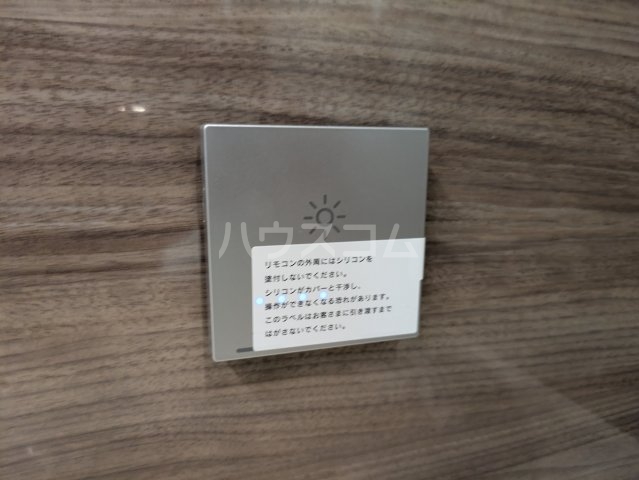 ハウスコム
リモコンの外周にはシリコンを
塗付しないでください。
シリコンがカバーと干渉し、
操作ができなくなる恐れがあります。
このラベルはお客さまに引き渡すまで
はがさないでください。